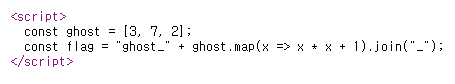 <script>
  const ghost = [3, 7, 2];
  const flag = "ghost_" + ghost.map(x => x * x + 1).join("_");
</script>